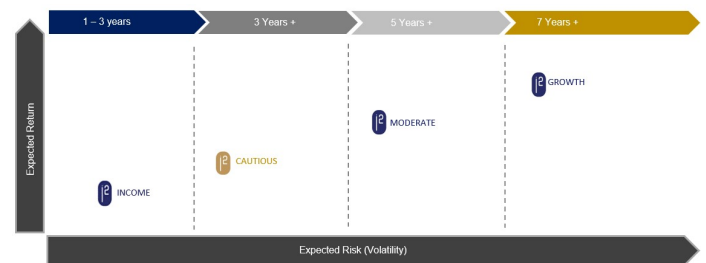 1 – 3 years
3 Years +
5 Years +
7 Years +
Expected Return
GROWTH
MODERATE
CAUTIOUS
INCOME
Expected Risk (Volatility)